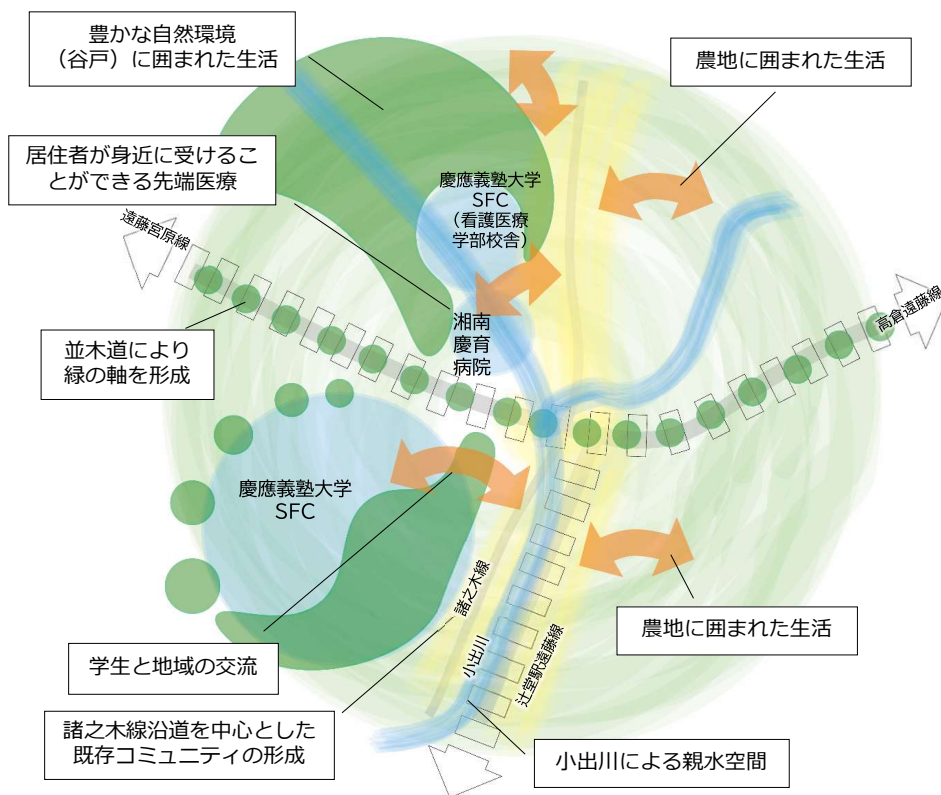 豊かな自然環境
（谷戸）に囲まれた生活
農地に囲まれた生活
居住者が身近に受けるこ
とができる先端医療
慶應義塾大学
SFC
（看護医療
学部校舎）
遠藤宮原線
高倉遠藤線
湘南
慶育
病院
並木道により
緑の軸を形成
慶應義塾大学
SFC
諸之木線
小出川
辻堂駅遠藤線
農地に囲まれた生活
学生と地域の交流
諸之木線沿道を中心とした
既存コミュニティの形成
小出川による親水空間